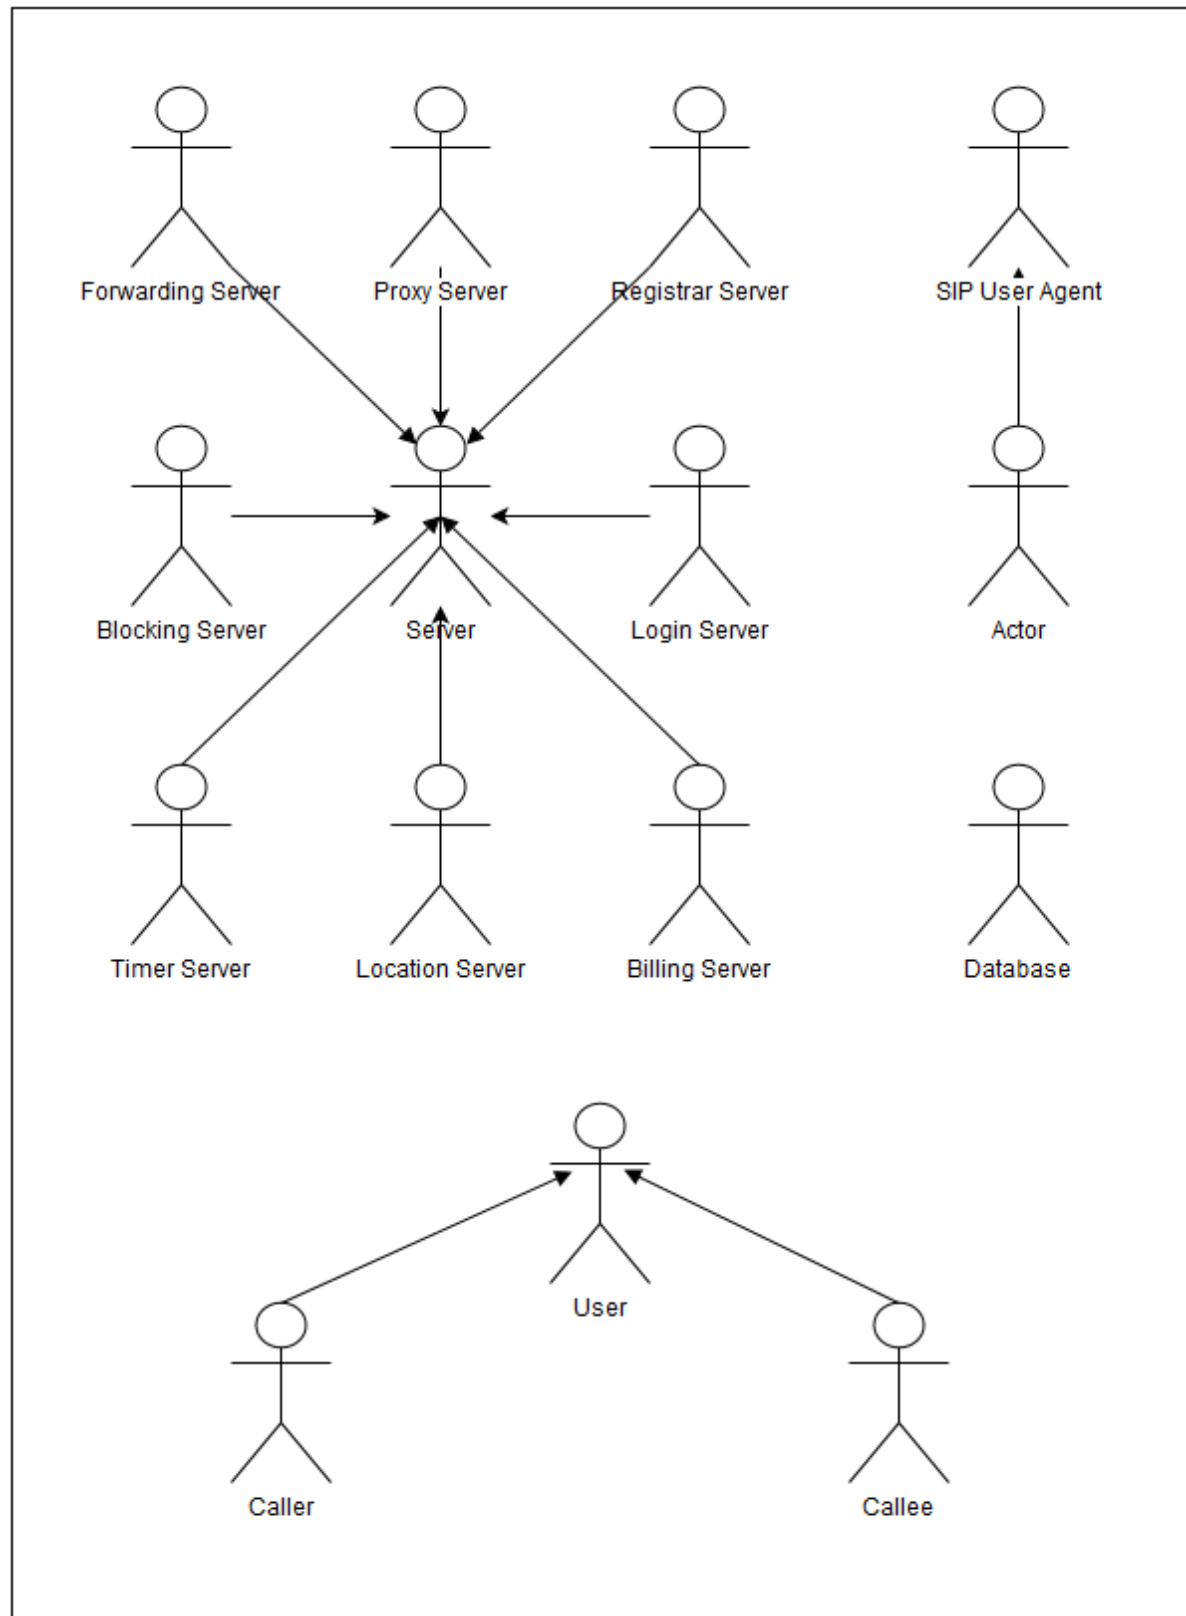 Forwarding Server
Proxy Server
Registrar Server
SIP User Agent
Blocking Server
Server
Login Server
Actor
Timer Server
Location Server
Billing Server
Database
User
Caller
Callee